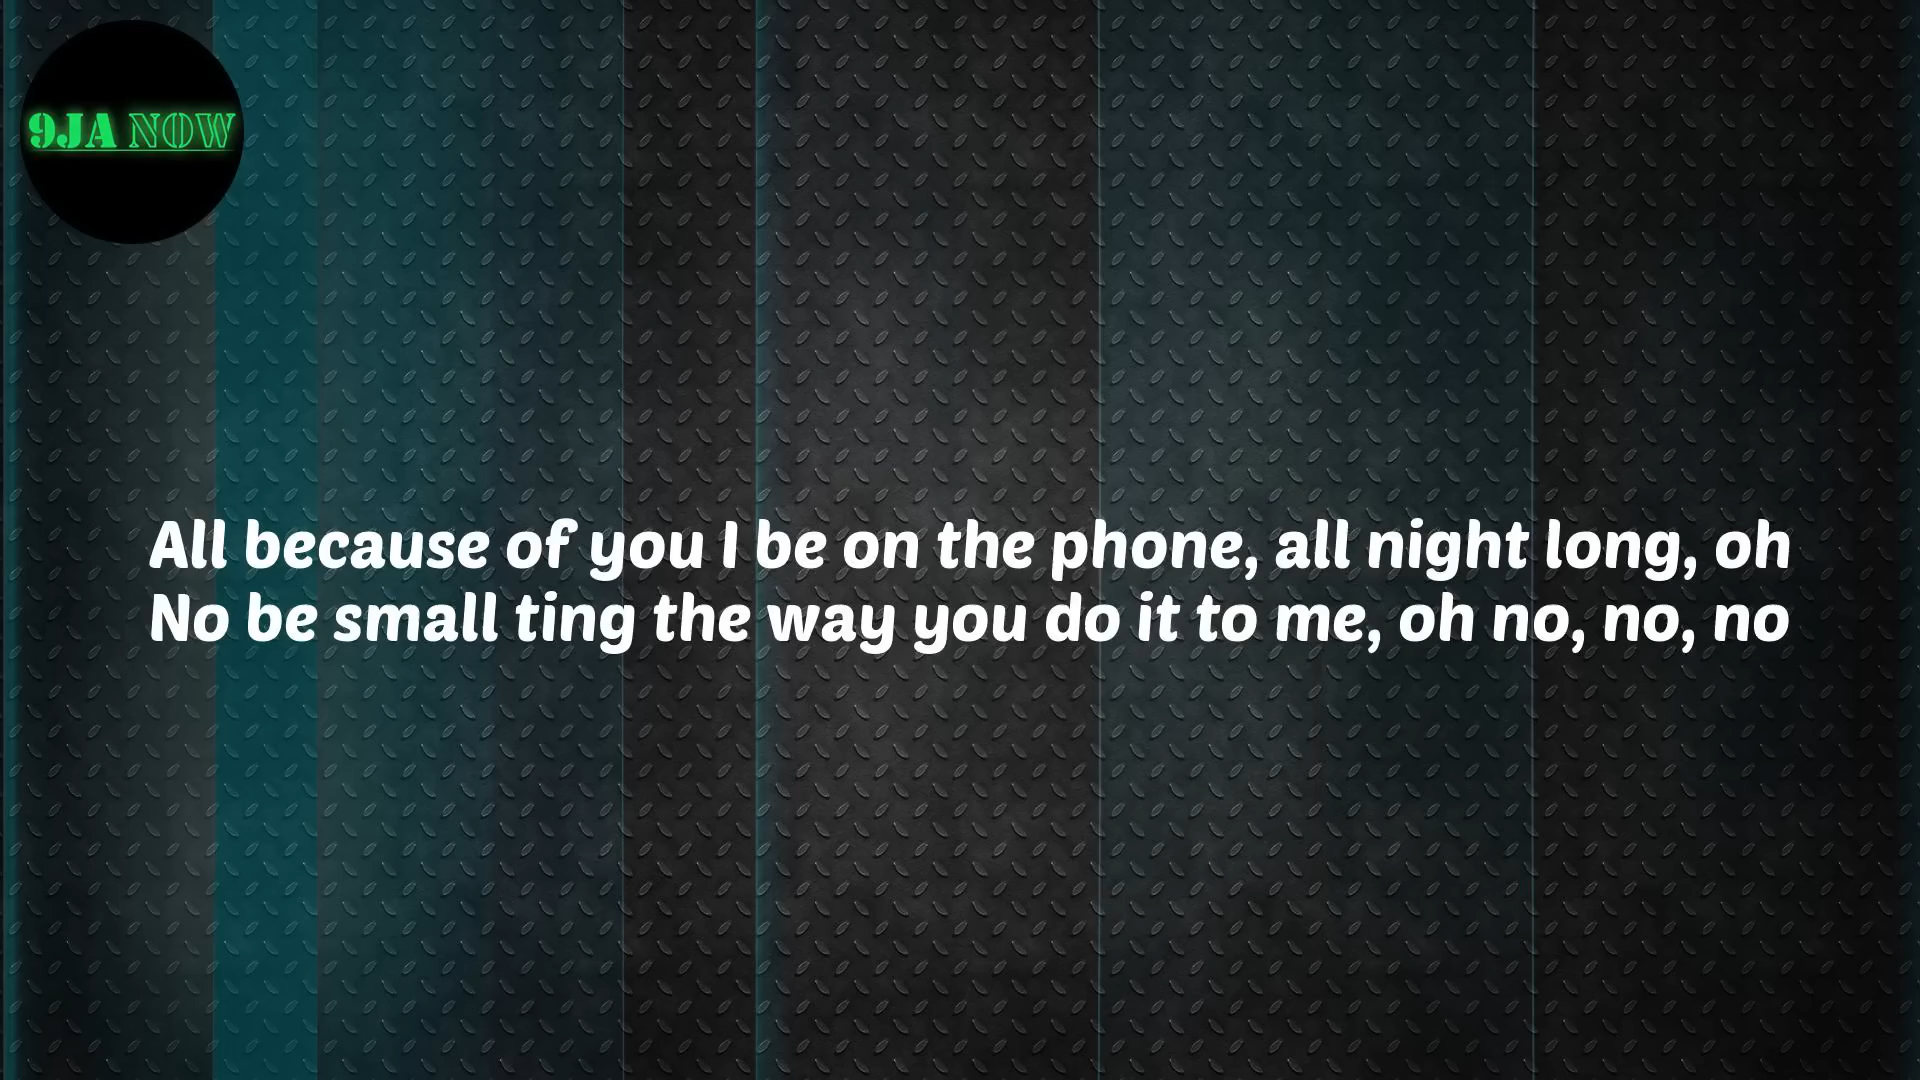 9JA NOW
All because of you I be on the phone, all night long, oh
No be small ting the way you do it to me, oh no, no, no